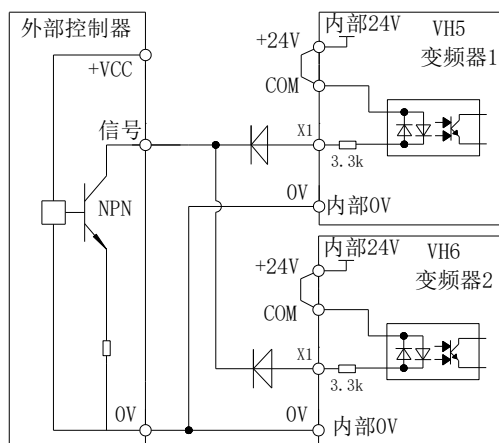 外部控制器
+VCC
信号
NPN
0V
内部24V
+24V
VH5
变频器1
COM
X1
3.3k
0V
内部0V
内部24V
+24V
VH6
变频器2
COM
X1
3.3k
0V
内部0V